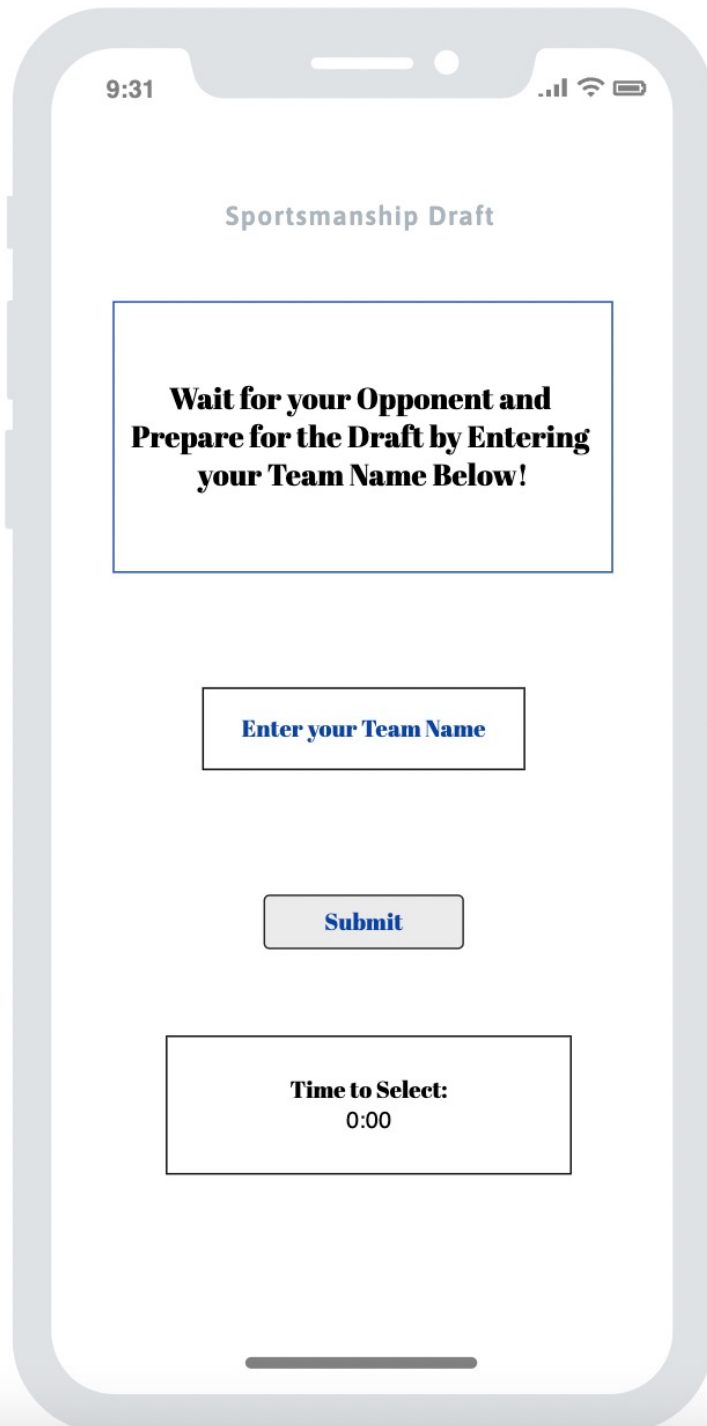 9:31
Sportsmanship Draft
Wait for your Opponent and
Prepare for the Draft by Entering
your Team Name Below!
Enter your Team Name
Submit
Time to Select:
0:00